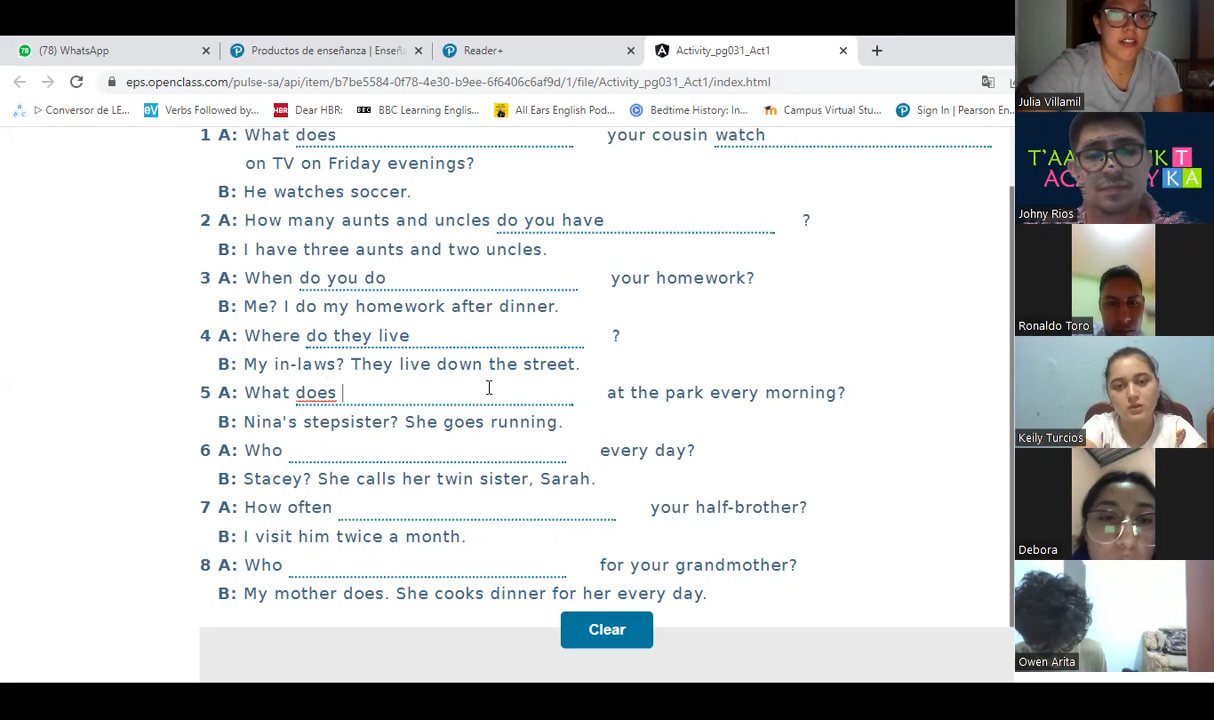 (78) WhatsApp
Productos de enseñanza | Enseña
Reader+
Activity_pg031_Act1
eps.openclass.com/pulse-sa/api/item/b7be5584-0f78-4e30-b9ee-6f6406c6af9d/1/file/Activity_pg031_Act1/index.html
Conversor de LE...
eV Verbs Followed by...
HBR Dear HBR:
BBC BBC Learning Englis...
All Ears English Pod...
Bedtime History: In...
Campus Virtual Stu...
Sign In | Pearson En...
1 A: What does your cousin watch
on TV on Friday evenings?
B: He watches soccer.
2 A: How many aunts and uncles do you have ?
B: I have three aunts and two uncles.
3 A: When do you do your homework?
B: Me? I do my homework after dinner.
4 A: Where do they live ?
B: My in-laws? They live down the street.
5 A: What does at the park every morning?
B: Nina's stepsister? She goes running.
6 A: Who every day?
B: Stacey? She calls her twin sister, Sarah.
7 A: How often your half-brother?
B: I visit him twice a month.
8 A: Who for your grandmother?
B: My mother does. She cooks dinner for her every day.
Clear
Julia Villamil
T'AA K T
AC KA Y
Johny Rios
Ronaldo Toro
Keily Turcios
Debora
Owen Arita